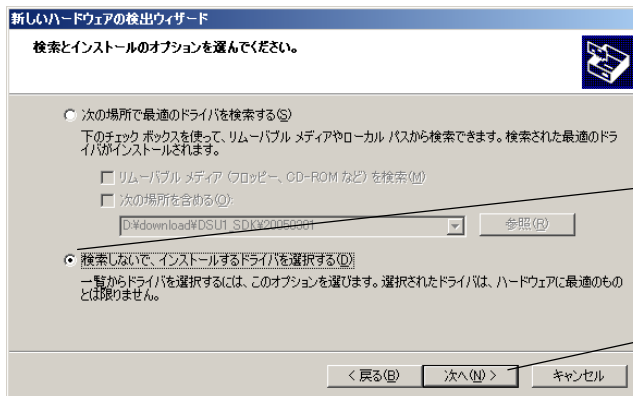 新しいハードウェアの検出ウィザード
検索とインストールのオプションを選んでください。
次の場所で最適のドライバを検索する(S)
下のチェック ボックスを使って、リムーバブル メディアやローカル パスから検索できます。検索された最適のドラ
イバがインストールされます。
リムーバブル メディア (フロッピー、CD-ROM など) を検索(M)
次の場所を含める(O):
D:¥download¥DSU1_SDK¥20050301
参照(R)
検索しないで、インストールするドライバを選択する(D)
一覧からドライバを選択するには、このオプションを選びます。選択されたドライバは、ハードウェアに最適のもの
とは限りません。
< 戻る(B)
次へ(N) >
キャンセル